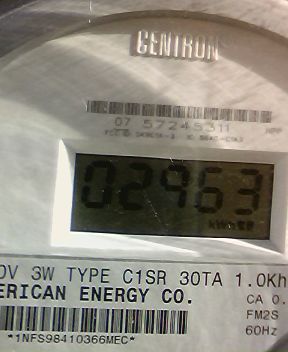 CENTRON
07 57245311
02963
kWh
0V 3W TYPE C1SR 30TA 1.0Kh
ERICAN ENERGY CO.
CA 0.
FM2S
60Hz
*1NFS98410366MEC*